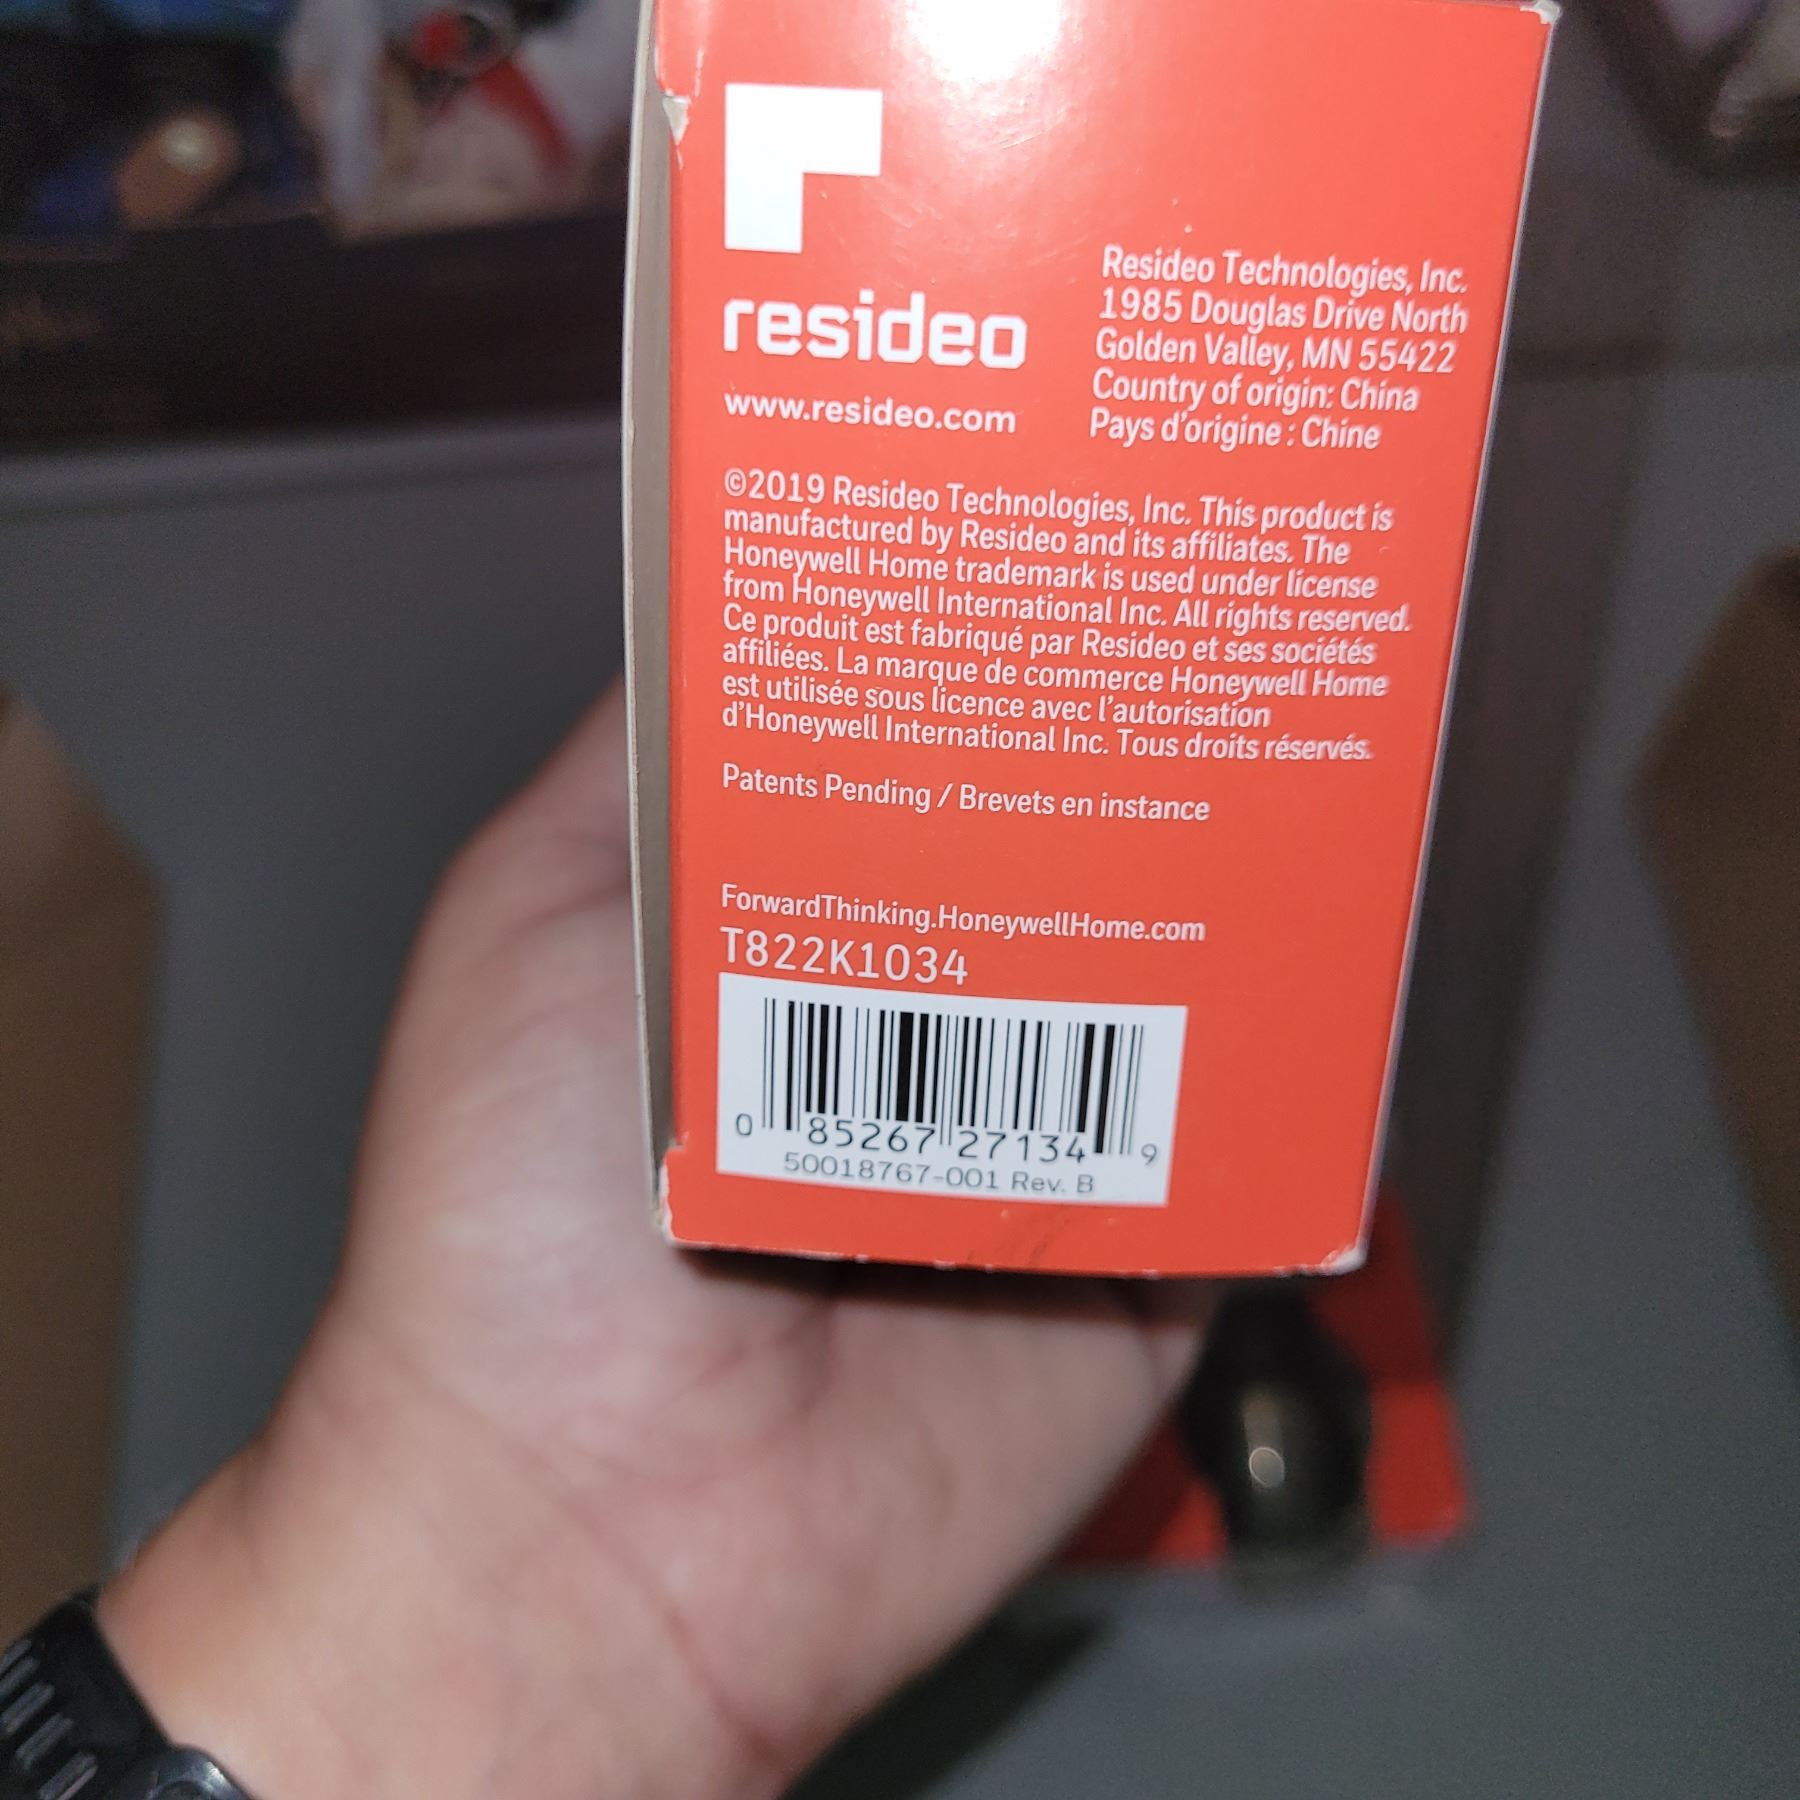 resideo
www.resideo.com
Resideo Technologies, Inc.
1985 Douglas Drive North
Golden Valley, MN 55422
Country of origin: China
Pays d'origine : Chine
©2019 Resideo Technologies, Inc. This product is
manufactured by Resideo and its affiliates. The
Honeywell Home trademark is used under license
from Honeywell International Inc. All rights reserved.
Ce produit est fabriqué par Resideo et ses sociétés
affiliées. La marque de commerce Honeywell Home
est utilisée sous licence avec l'autorisation
d'Honeywell International Inc. Tous droits réservés.
Patents Pending / Brevets en instance
ForwardThinking.HoneywellHome.com
T822K1034
0 85267 27134 9
50018767-001 Rev. B